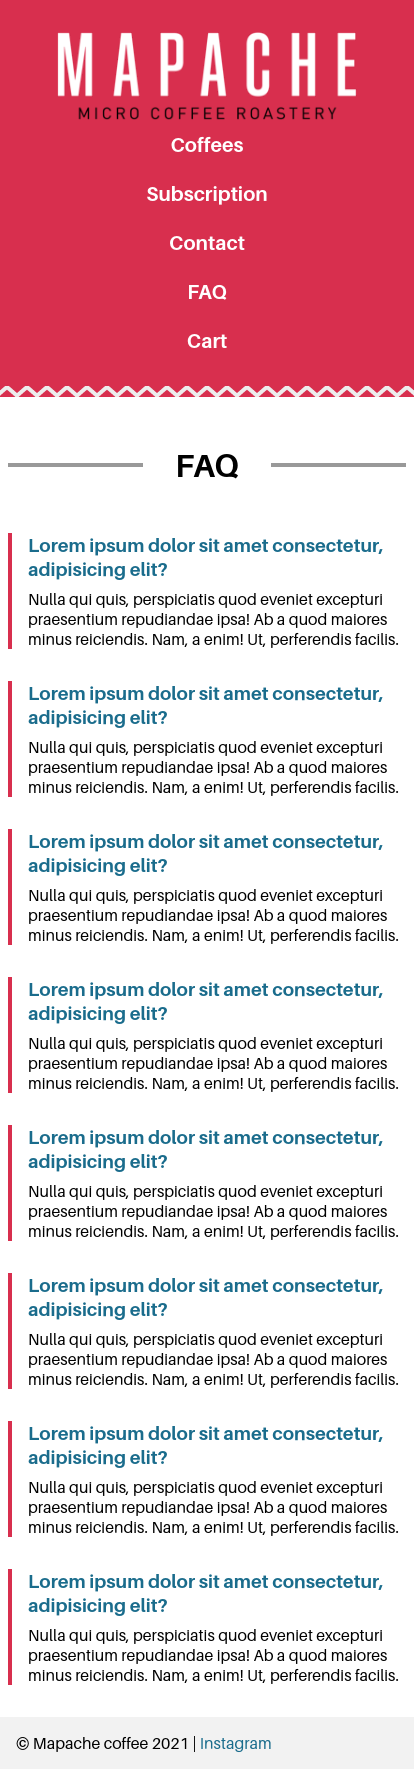 MAPACHE
MICRO COFFEE ROASTERY
Coffees
Subscription
Contact
FAQ
Cart
FAQ
Lorem ipsum dolor sit amet consectetur,
adipisicing elit?
Nulla qui quis, perspiciatis quod eveniet excepturi
praesentium repudiandae ipsa! Ab a quod maiores
minus reiciendis. Nam, a enim! Ut, perferendis facilis.
Lorem ipsum dolor sit amet consectetur,
adipisicing elit?
Nulla qui quis, perspiciatis quod eveniet excepturi
praesentium repudiandae ipsa! Ab a quod maiores
minus reiciendis. Nam, a enim! Ut, perferendis facilis.
Lorem ipsum dolor sit amet consectetur,
adipisicing elit?
Nulla qui quis, perspiciatis quod eveniet excepturi
praesentium repudiandae ipsa! Ab a quod maiores
minus reiciendis. Nam, a enim! Ut, perferendis facilis.
Lorem ipsum dolor sit amet consectetur,
adipisicing elit?
Nulla qui quis, perspiciatis quod eveniet excepturi
praesentium repudiandae ipsa! Ab a quod maiores
minus reiciendis. Nam, a enim! Ut, perferendis facilis.
Lorem ipsum dolor sit amet consectetur,
adipisicing elit?
Nulla qui quis, perspiciatis quod eveniet excepturi
praesentium repudiandae ipsa! Ab a quod maiores
minus reiciendis. Nam, a enim! Ut, perferendis facilis.
Lorem ipsum dolor sit amet consectetur,
adipisicing elit?
Nulla qui quis, perspiciatis quod eveniet excepturi
praesentium repudiandae ipsa! Ab a quod maiores
minus reiciendis. Nam, a enim! Ut, perferendis facilis.
Lorem ipsum dolor sit amet consectetur,
adipisicing elit?
Nulla qui quis, perspiciatis quod eveniet excepturi
praesentium repudiandae ipsa! Ab a quod maiores
minus reiciendis. Nam, a enim! Ut, perferendis facilis.
Lorem ipsum dolor sit amet consectetur,
adipisicing elit?
Nulla qui quis, perspiciatis quod eveniet excepturi
praesentium repudiandae ipsa! Ab a quod maiores
minus reiciendis. Nam, a enim! Ut, perferendis facilis.
© Mapache coffee 2021 | Instagram